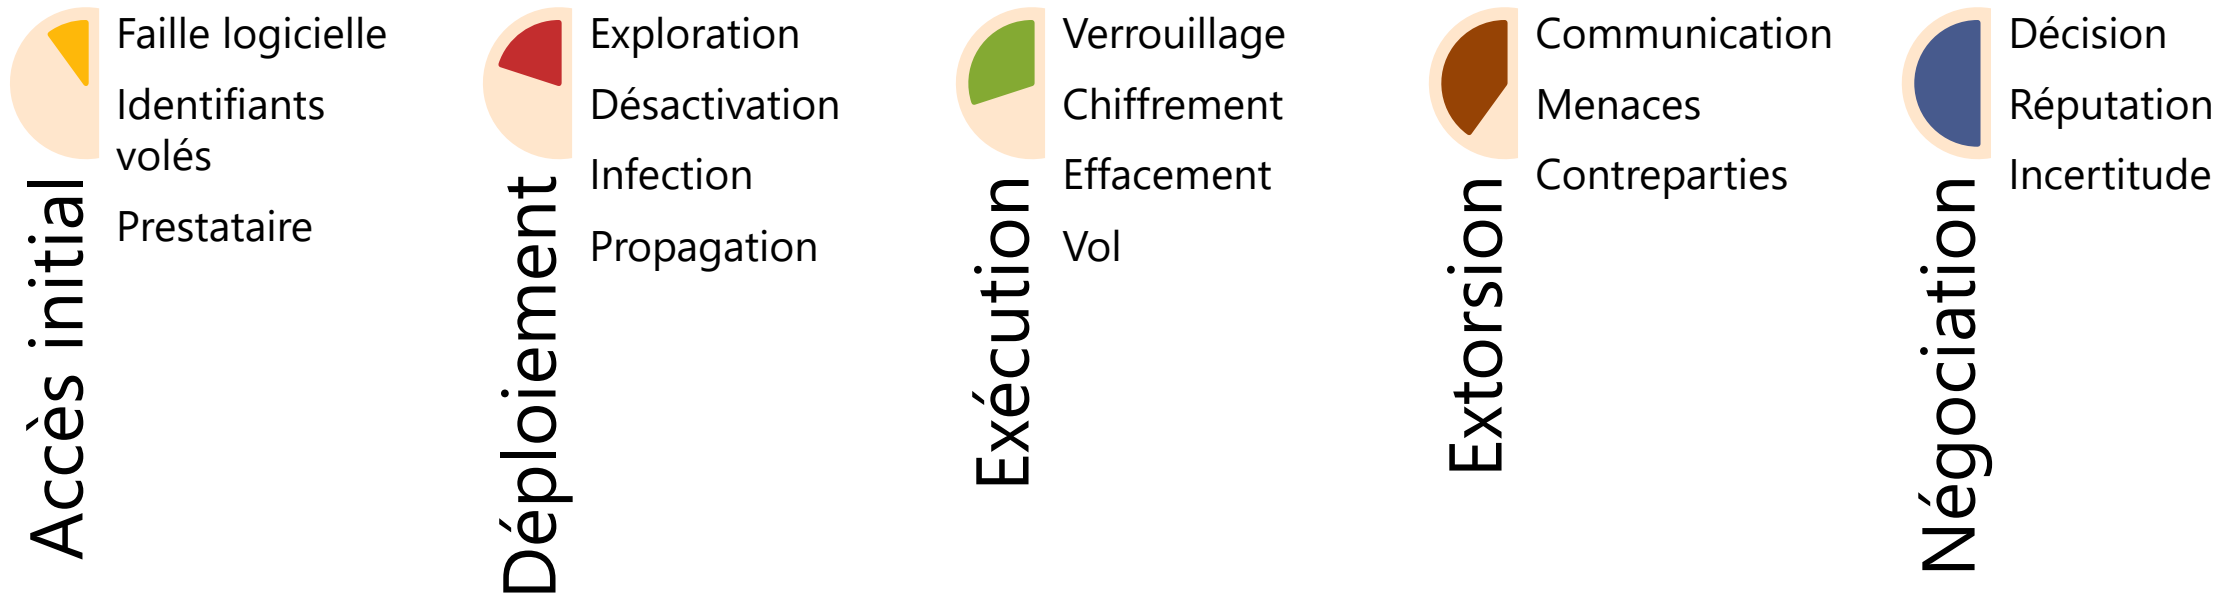 Accès initial
Faille logicielle
Identifiants
volés
Prestataire
Déploiement
Exploration
Désactivation
Infection
Propagation
Exécution
Verrouillage
Chiffrement
Effacement
Vol
Extorsion
Communication
Menaces
Contreparties
Négociation
Décision
Réputation
Incertitude